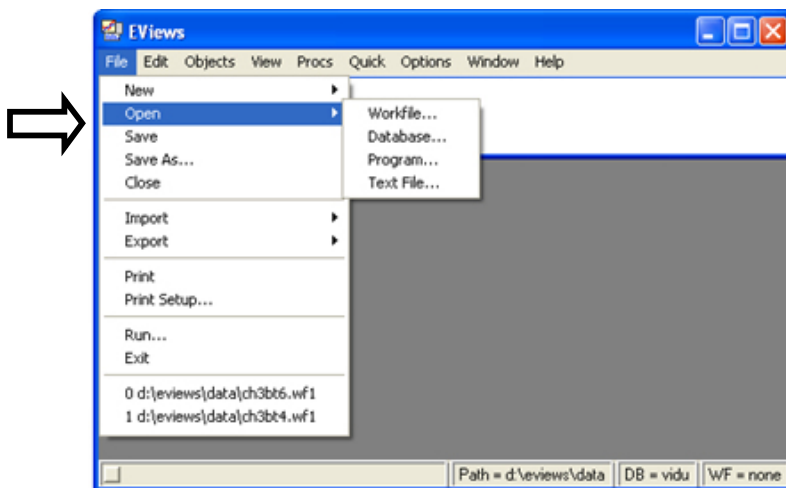 EViews
File Edit Objects View Procs Quick Options Window Help
New
Open
Save
Save As...
Close
Import
Export
Print
Print Setup...
Run...
Exit
0 d:\eviews\data\ch3bt6.wf1
1 d:\eviews\data\ch3bt4.wf1
Workfile...
Database...
Program...
Text File...
Path = d:\eviews\data DB = vidu WF = none